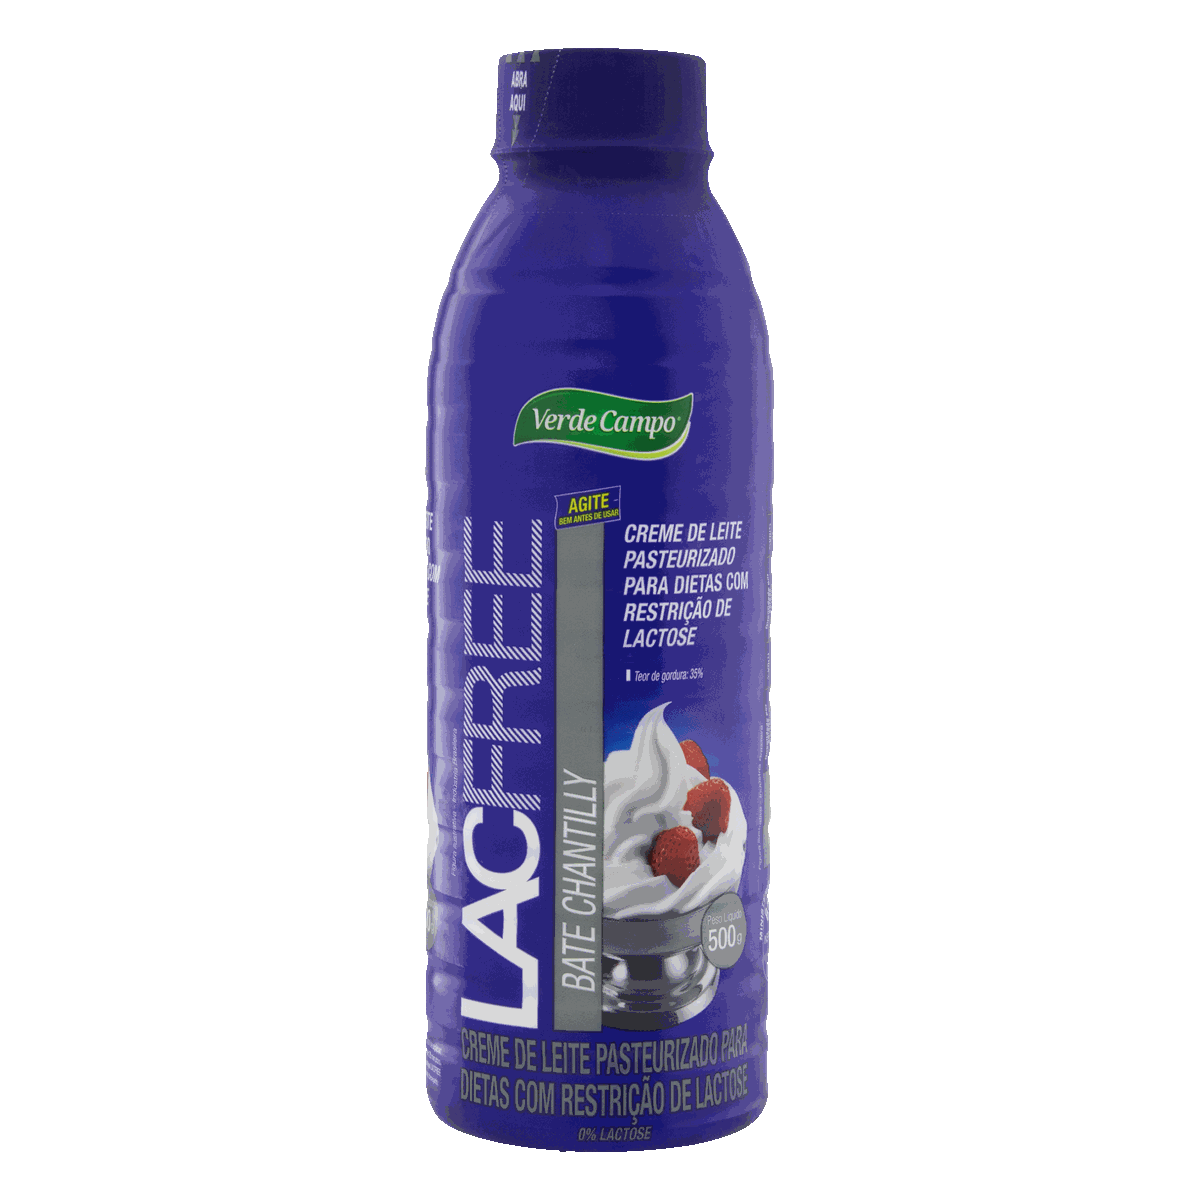 ABRA
AQUI
Verde Campo
AGITE
BEM ANTES DE USAR
LACFREE
BATE CHANTILLY
CREME DE LEITE
PASTEURIZADO
PARA DIETAS COM
RESTRIÇÃO DE
LACTOSE
Teor de gordura: 35%
Peso Líquido
500g
CREME DE LEITE PASTEURIZADO PARA
DIETAS COM RESTRIÇÃO DE LACTOSE
0% LACTOSE